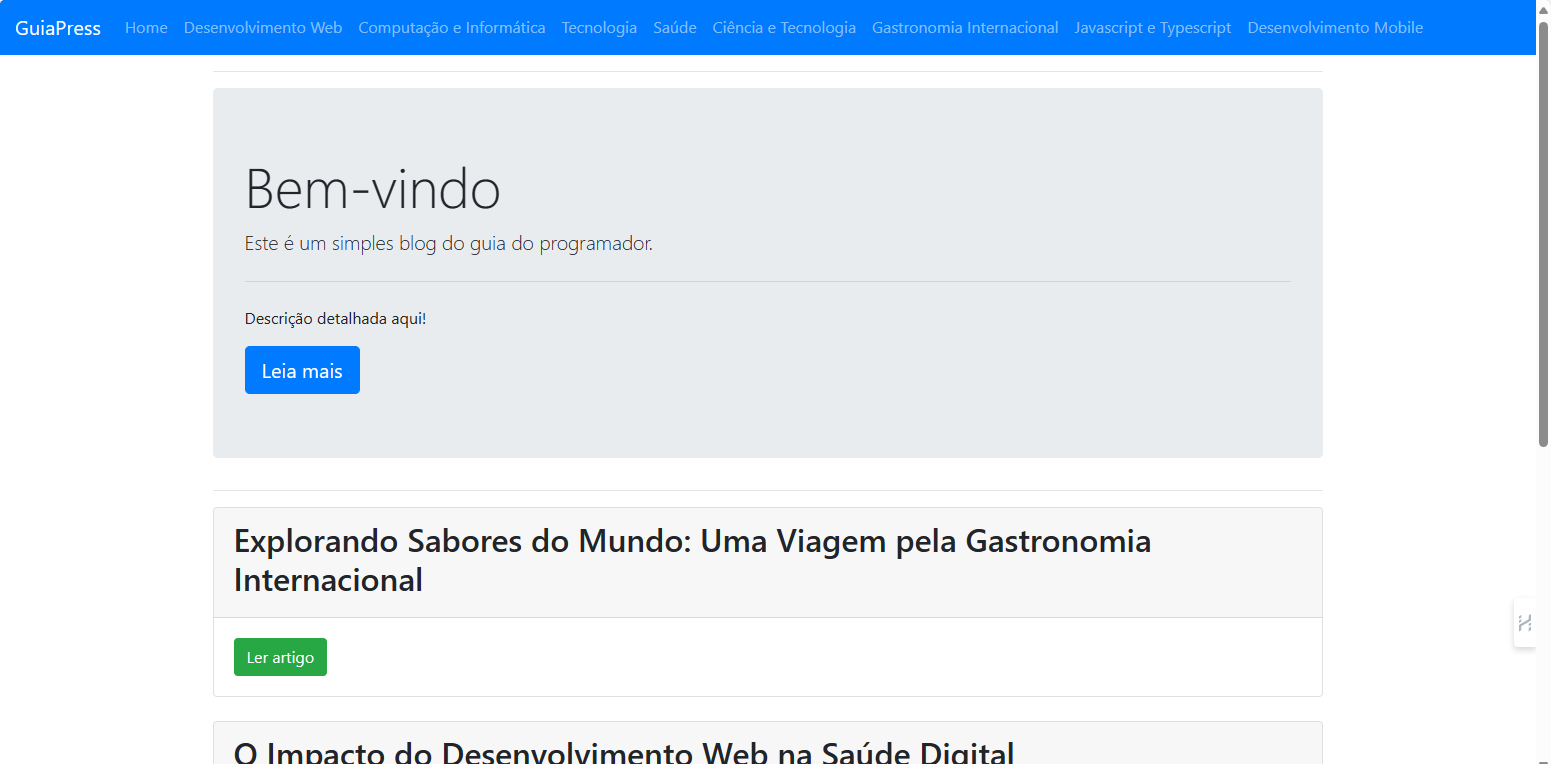 GuiaPress Home Desenvolvimento Web Computação e Informática Tecnologia Saúde Ciência e Tecnologia Gastronomia Internacional Javascript e Typescript Desenvolvimento Mobile
Bem-vindo
Este é um simples blog do guia do programador.
Descrição detalhada aqui!
Leia mais
Explorando Sabores do Mundo: Uma Viagem pela Gastronomia
Internacional
Ler artigo
O Impacto do Desenvolvimento Web na Saúde Digital